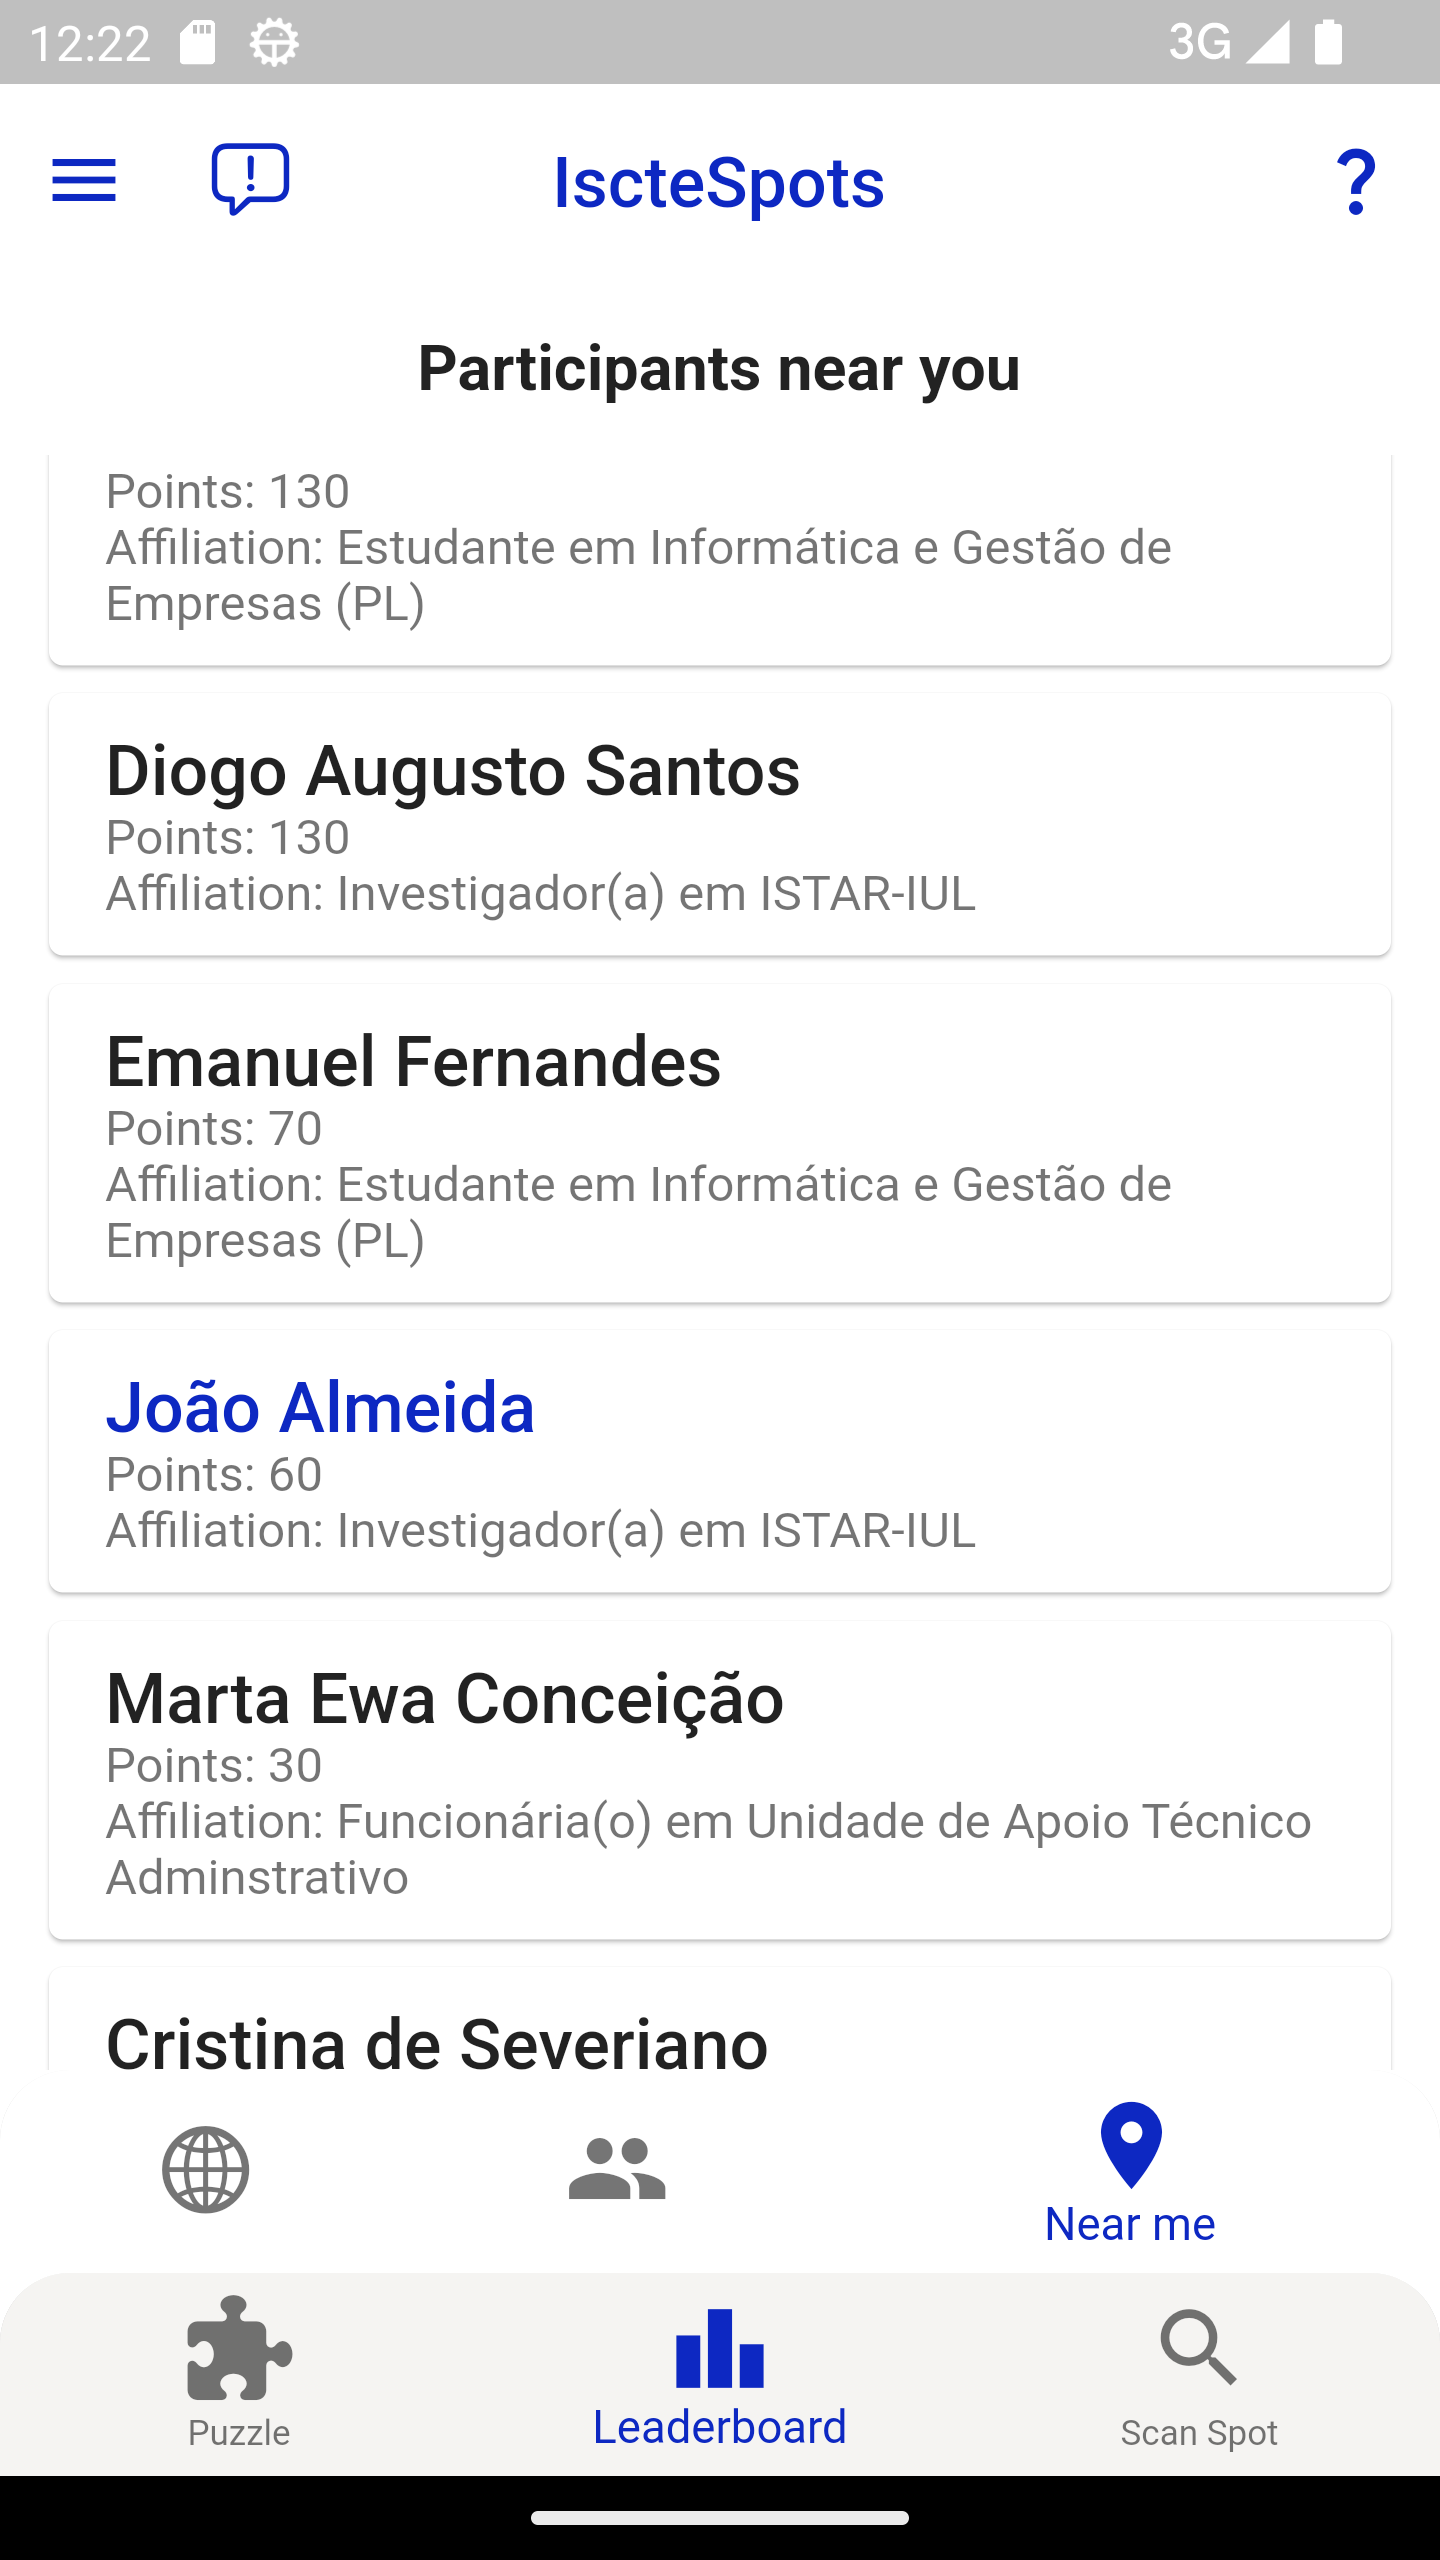 12:22
3G
IscteSpots
?
Participants near you
Points: 130
Affiliation: Estudante em Informática e Gestão de
Empresas (PL)
Diogo Augusto Santos
Points: 130
Affiliation: Investigador(a) em ISTAR-IUL
Emanuel Fernandes
Points: 70
Affiliation: Estudante em Informática e Gestão de
Empresas (PL)
João Almeida
Points: 60
Affiliation: Investigador(a) em ISTAR-IUL
Marta Ewa Conceição
Points: 30
Affiliation: Funcionária(o) em Unidade de Apoio Técnico
Adminstrativo
Cristina de Severiano
Near me
Puzzle
Leaderboard
Scan Spot